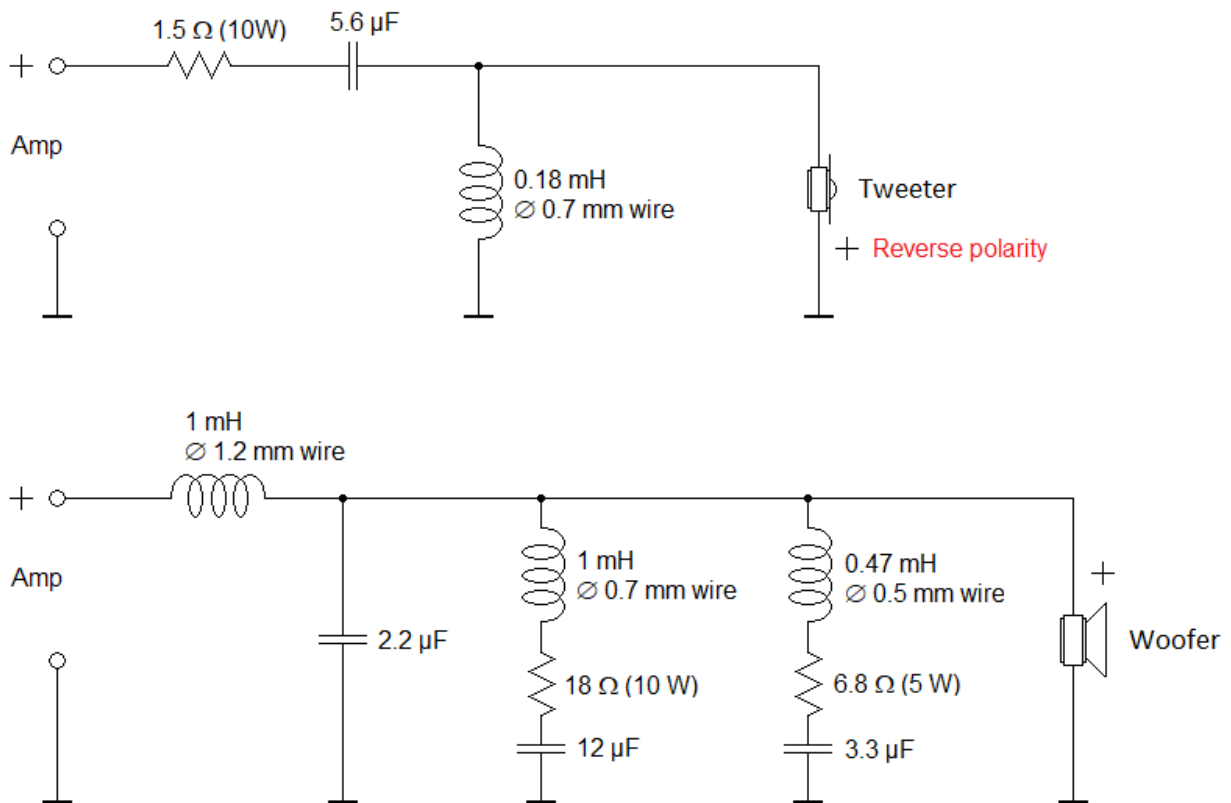 1.5 Ω (10W)
5.6 µF
+
Amp
0.18 mH
∅ 0.7 mm wire
Tweeter
+ Reverse polarity
1 mH
∅ 1.2 mm wire
+
Amp
2.2 µF
1 mH
∅ 0.7 mm wire
18 Ω (10 W)
12 µF
0.47 mH
∅ 0.5 mm wire
6.8 Ω (5 W)
3.3 µF
+
Woofer